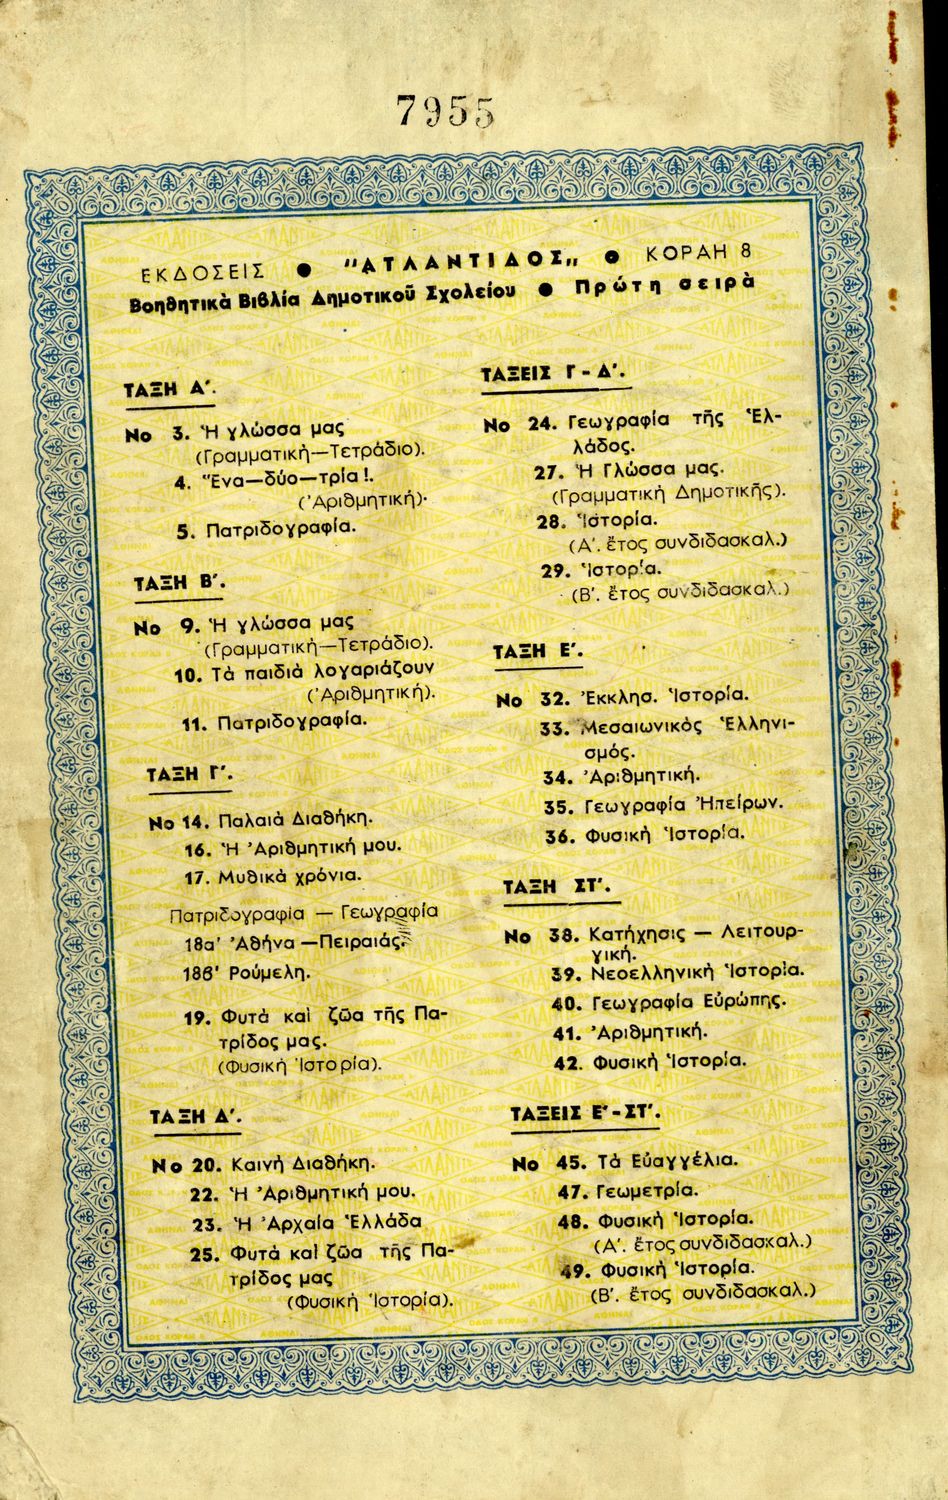 7955
ΕΚΔΟΣΕΙΣ ● "ΑΤΛΑΝΤΙΔΟΣ„ ● ΚΟΡΑΗ 8
Βοηθητικὰ Βιβλία Δημοτικοῦ Σχολείου ● Πρώτη σειρὰ
ΤΑΞΗ Α΄.
Νο 3. Ἡ γλώσσα μας
(Γραμματικὴ—Τετράδιο).
4. Ἕνα—δύο—τρία!.
(Ἀριθμητική).
5. Πατριδογραφία.
ΤΑΞΗ Β΄.
Νο 9. Ἡ γλώσσα μας
(Γραμματικὴ—Τετράδιο).
10. Τὰ παιδιὰ λογαριάζουν
(Ἀριθμητική).
11. Πατριδογραφία.
ΤΑΞΗ Γ΄.
Νο 14. Παλαιὰ Διαθήκη.
16. Ἡ Ἀριθμητική μου.
17. Μυθικὰ χρόνια.
Πατριδογραφία — Γεωγραφία
18α' Ἀθήνα —Πειραιάς.
18β' Ρούμελη.
19. Φυτὰ καὶ ζῶα τῆς Πα-
τρίδος μας.
(Φυσικὴ Ἱστορία).
ΤΑΞΗ Δ΄.
Νο 20. Καινὴ Διαθήκη.
22. Ἡ Ἀριθμητική μου.
23. Ἡ Ἀρχαία Ἑλλάδα
25. Φυτὰ καὶ ζῶα τῆς Πα-
τρίδος μας
(Φυσικὴ Ἱστορία).
ΤΑΞΕΙΣ Γ - Δ΄.
Νο 24. Γεωγραφία τῆς Ἑλ-
λάδος.
27. Ἡ Γλώσσα μας.
(Γραμματικὴ Δημοτικῆς).
28. Ἱστορία.
(Α΄. ἔτος συνδιδασκαλ.)
29. Ἱστορία.
(Β΄. ἔτος συνδιδασκαλ.)
ΤΑΞΗ Ε΄.
Νο 32. Ἐκκλησ. Ἱστορία.
33. Μεσαιωνικὸς Ἑλληνι-
σμός.
34. Ἀριθμητική.
35. Γεωγραφία Ἠπείρων.
36. Φυσικὴ Ἱστορία.
ΤΑΞΗ ΣΤ΄.
Νο 38. Κατήχησις — Λειτουρ-
γική.
39. Νεοελληνικὴ Ἱστορία.
40. Γεωγραφία Εὐρώπης.
41. Ἀριθμητική.
42. Φυσικὴ Ἱστορία.
ΤΑΞΕΙΣ Ε΄-ΣΤ΄.
Νο 45. Τὰ Εὐαγγέλια.
47. Γεωμετρία.
48. Φυσικὴ Ἱστορία.
(Α΄. ἔτος συνδιδασκαλ.)
49. Φυσικὴ Ἱστορία.
(Β΄. ἔτος συνδιδασκαλ.)